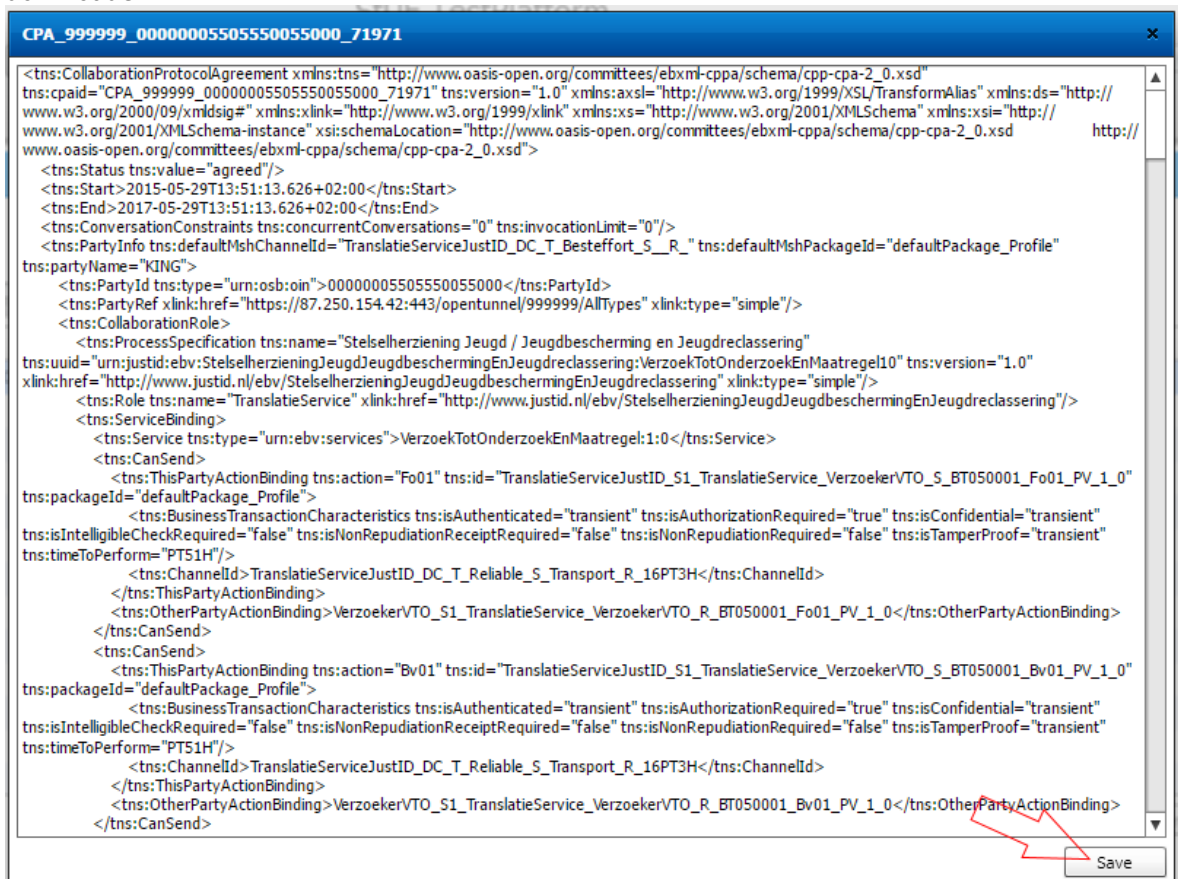 StUF TestPlatform
CPA_999999_00000005505550055000_71971
<tns:CollaborationProtocolAgreement xmlns:tns="http://www.oasis-open.org/committees/ebxml-cppa/schema/cpp-cpa-2_0.xsd"
tns:cpaid="CPA_999999_00000005505550055000_71971" tns:version="1.0" xmlns:axsl="http://www.w3.org/1999/XSL/TransformAlias" xmlns:ds="http://
www.w3.org/2000/09/xmldsig#" xmlns:xlink="http://www.w3.org/1999/xlink" xmlns:xs="http://www.w3.org/2001/XMLSchema" xmlns:xsi="http://
www.w3.org/2001/XMLSchema-instance" xsi:schemaLocation="http://www.oasis-open.org/committees/ebxml-cppa/schema/cpp-cpa-2_0.xsd http://
www.oasis-open.org/committees/ebxml-cppa/schema/cpp-cpa-2_0.xsd">
<tns:Status tns:value="agreed"/>
<tns:Start>2015-05-29T13:51:13.626+02:00</tns:Start>
<tns:End>2017-05-29T13:51:13.626+02:00</tns:End>
<tns:ConversationConstraints tns:concurrentConversations="0" tns:invocationLimit="0"/>
<tns:PartyInfo tns:defaultMshChannelId="TranslatieServiceJustID_DC_T_Besteffort_S__R_" tns:defaultMshPackageId="defaultPackage_Profile"
tns:partyName="KING">
<tns:PartyId tns:type="urn:osb:oin">00000005505550055000</tns:PartyId>
<tns:PartyRef xlink:href="https://87.250.154.42:443/opentunnel/999999/AllTypes" xlink:type="simple"/>
<tns:CollaborationRole>
<tns:ProcessSpecification tns:name="Stelselherziening Jeugd / Jeugdbescherming en Jeugdreclassering"
tns:uuid="urn:justid:ebv:StelselherzieningJeugdJeugdbeschermingEnJeugdreclassering:VerzoekTotOnderzoekEnMaatregel10" tns:version="1.0"
xlink:href="http://www.justid.nl/ebv/StelselherzieningJeugdJeugdbeschermingEnJeugdreclassering" xlink:type="simple"/>
<tns:Role tns:name="TranslatieService" xlink:href="http://www.justid.nl/ebv/StelselherzieningJeugdJeugdbeschermingEnJeugdreclassering"/>
<tns:ServiceBinding>
<tns:Service tns:type="urn:ebv:services">VerzoekTotOnderzoekEnMaatregel:1:0</tns:Service>
<tns:CanSend>
<tns:ThisPartyActionBinding tns:action="Fo01" tns:id="TranslatieServiceJustID_S1_TranslatieService_VerzoekerVTO_S_BT050001_Fo01_PV_1_0"
tns:packageId="defaultPackage_Profile">
<tns:BusinessTransactionCharacteristics tns:isAuthenticated="transient" tns:isAuthorizationRequired="true" tns:isConfidential="transient"
tns:isIntelligibleCheckRequired="false" tns:isNonRepudiationReceiptRequired="false" tns:isNonRepudiationRequired="false" tns:isTamperProof="transient"
tns:timeToPerform="PT51H"/>
<tns:ChannelId>TranslatieServiceJustID_DC_T_Reliable_S_Transport_R_16PT3H</tns:ChannelId>
</tns:ThisPartyActionBinding>
<tns:OtherPartyActionBinding>VerzoekerVTO_S1_TranslatieService_VerzoekerVTO_R_BT050001_Fo01_PV_1_0</tns:OtherPartyActionBinding>
</tns:CanSend>
<tns:CanSend>
<tns:ThisPartyActionBinding tns:action="Bv01" tns:id="TranslatieServiceJustID_S1_TranslatieService_VerzoekerVTO_S_BT050001_Bv01_PV_1_0"
tns:packageId="defaultPackage_Profile">
<tns:BusinessTransactionCharacteristics tns:isAuthenticated="transient" tns:isAuthorizationRequired="true" tns:isConfidential="transient"
tns:isIntelligibleCheckRequired="false" tns:isNonRepudiationReceiptRequired="false" tns:isNonRepudiationRequired="false" tns:isTamperProof="transient"
tns:timeToPerform="PT51H"/>
<tns:ChannelId>TranslatieServiceJustID_DC_T_Reliable_S_Transport_R_16PT3H</tns:ChannelId>
</tns:ThisPartyActionBinding>
<tns:OtherPartyActionBinding>VerzoekerVTO_S1_TranslatieService_VerzoekerVTO_R_BT050001_Bv01_PV_1_0</tns:OtherPartyActionBinding>
</tns:CanSend>
Save